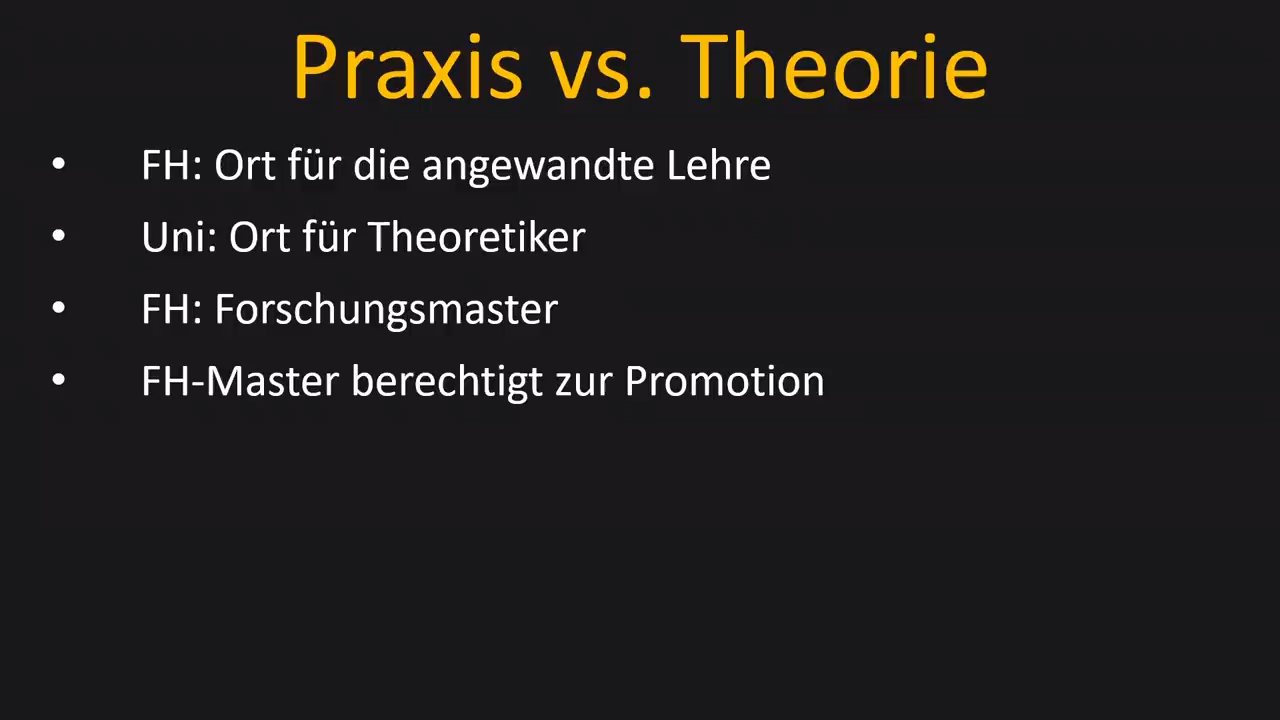 Praxis vs. Theorie
• FH: Ort für die angewandte Lehre
• Uni: Ort für Theoretiker
• FH: Forschungsmaster
• FH-Master berechtigt zur Promotion